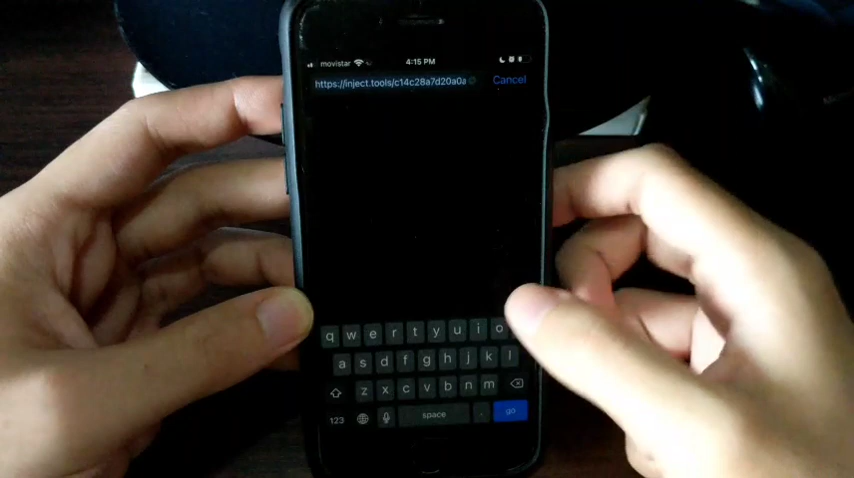 movistar 4:15 PM
https://inject.tools/c14c28a7d20a0a Cancel
q w e r t y u i o
a s d f g h j k l
z x c v b n m
123 space . go